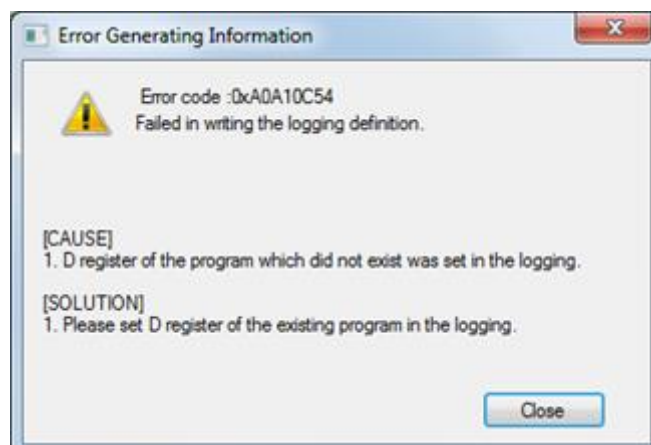 Error Generating Information
Error code :0xA0A10C54
Failed in writing the logging definition.
[CAUSE]
1. D register of the program which did not exist was set in the logging.
[SOLUTION]
1. Please set D register of the existing program in the logging.
Close